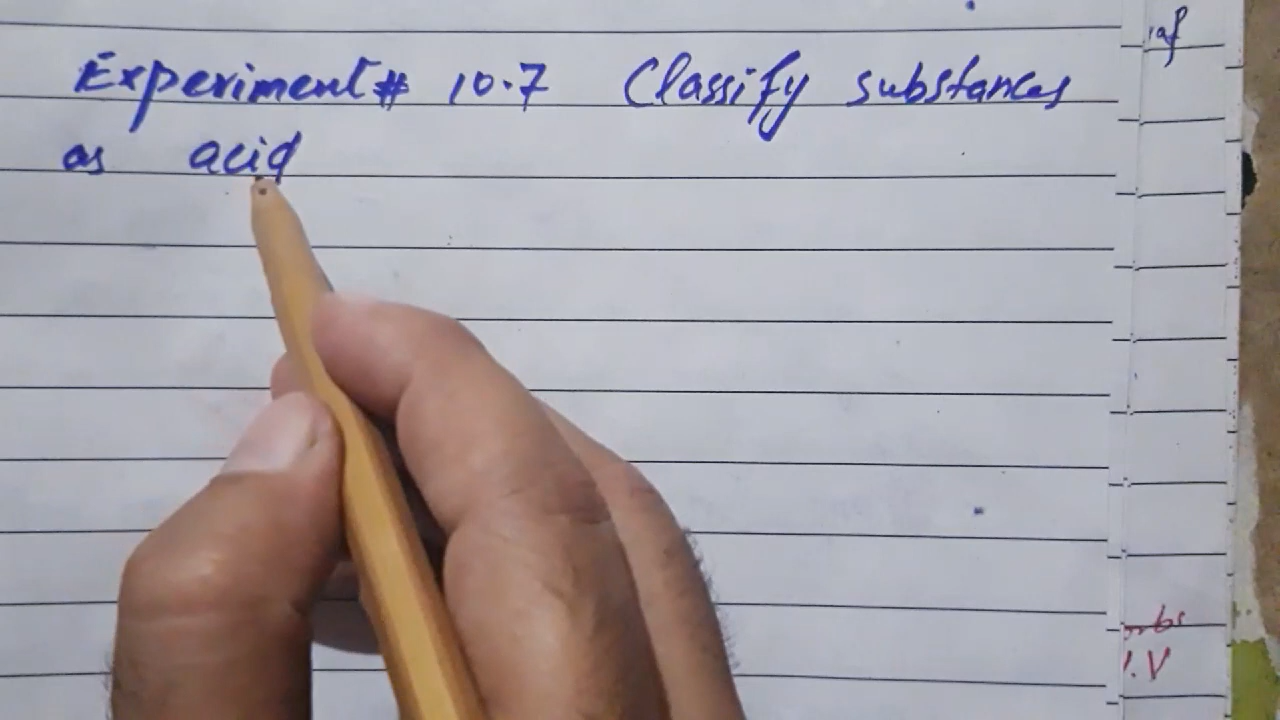 Experiment # 10.7 Classify substances
as acid